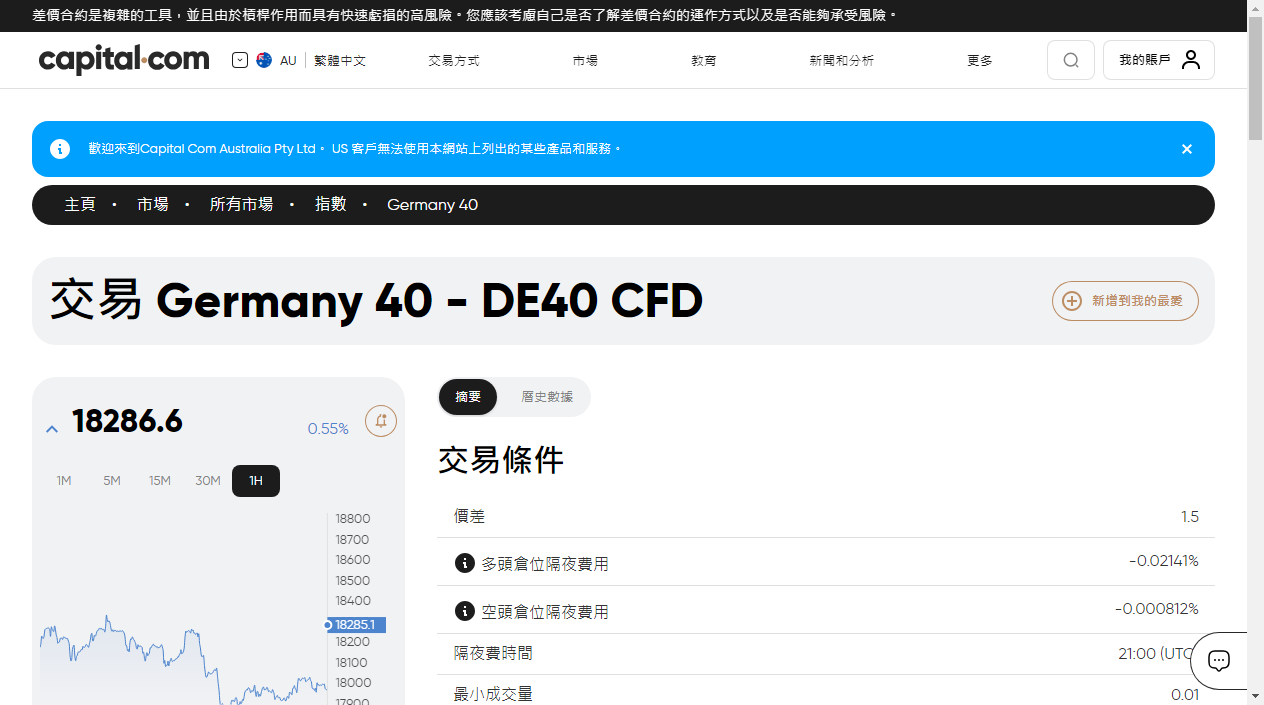 差價合約是複雜的工具，並且由於槓桿作用而具有快速虧損的高風險。您應該考慮自己是否了解差價合約的運作方式以及是否能夠承受風險。
capital.com AU 繁體中文 交易方式 市場 教育 新聞和分析 更多 我的賬戶
歡迎來到Capital Com Australia Pty Ltd。 US 客戶無法使用本網站上列出的某些產品和服務。
主頁 • 市場 • 所有市場 • 指數 • Germany 40
交易 Germany 40 - DE40 CFD
新增到我的最愛
18286.6 0.55%
1M 5M 15M 30M 1H
18800
18700
18600
18500
18400
18285.1
18200
18100
18000
17900
摘要 曆史數據
交易條件
價差 1.5
多頭倉位隔夜費用 -0.02141%
空頭倉位隔夜費用 -0.000812%
隔夜費時間 21:00 (UTC
最小成交量 0.01